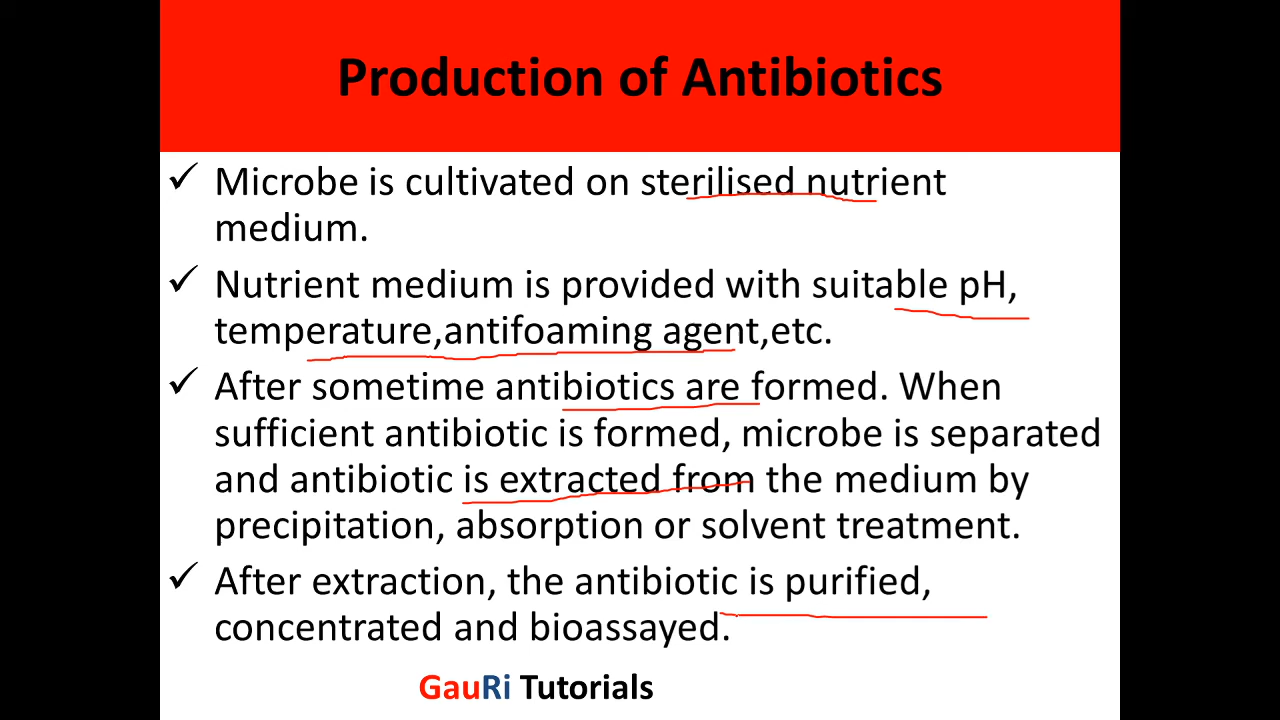 Production of Antibiotics
✓ Microbe is cultivated on sterilised nutrient
medium.
✓ Nutrient medium is provided with suitable pH,
temperature,antifoaming agent,etc.
✓ After sometime antibiotics are formed. When
sufficient antibiotic is formed, microbe is separated
and antibiotic is extracted from the medium by
precipitation, absorption or solvent treatment.
✓ After extraction, the antibiotic is purified,
concentrated and bioassayed.
GauRi Tutorials